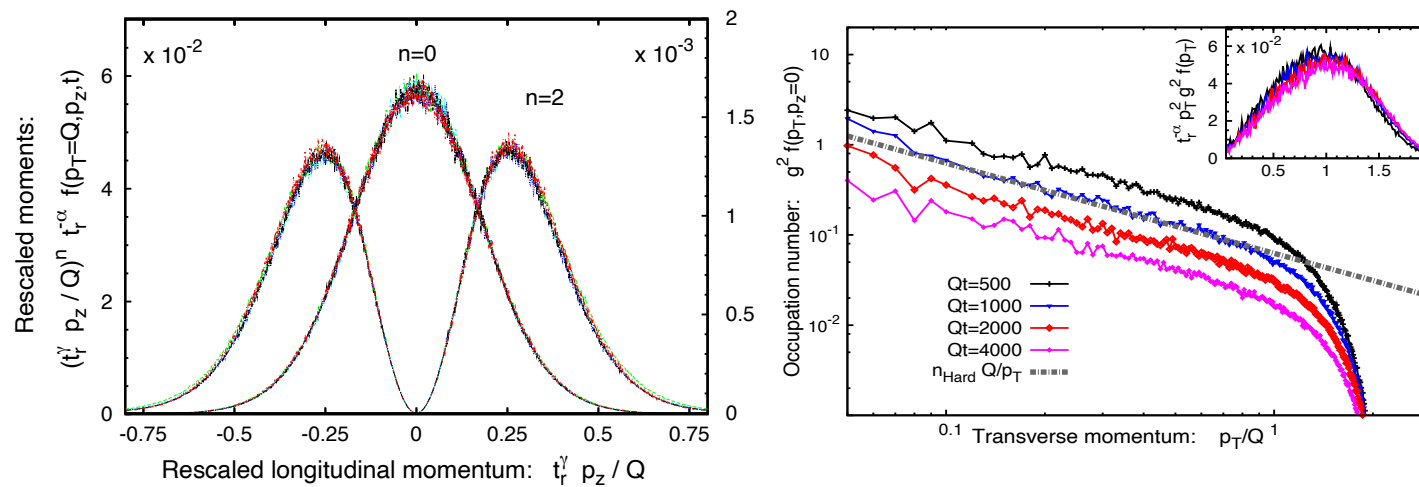 x 10⁻²
n=0
x 10⁻³
n=2
Rescaled moments:
(t_r^γ p_z / Q)ⁿ t_r^-α f(p_T=Q,p_z,t)
6
4
2
0
2
1.5
1
0.5
0
-0.75
-0.5
-0.25
0
0.25
0.5
0.75
Rescaled longitudinal momentum: t_r^γ p_z / Q
Occupation number: g² f(p_T,p_z=0)
10
1
10⁻¹
10⁻²
Qt=500
Qt=1000
Qt=2000
Qt=4000
n_Hard Q/p_T
0.1
1
Transverse momentum: p_T/Q
t_r^-α p_T² g² f(p_T)
x 10⁻²
6
4
2
0
0.5
1
1.5